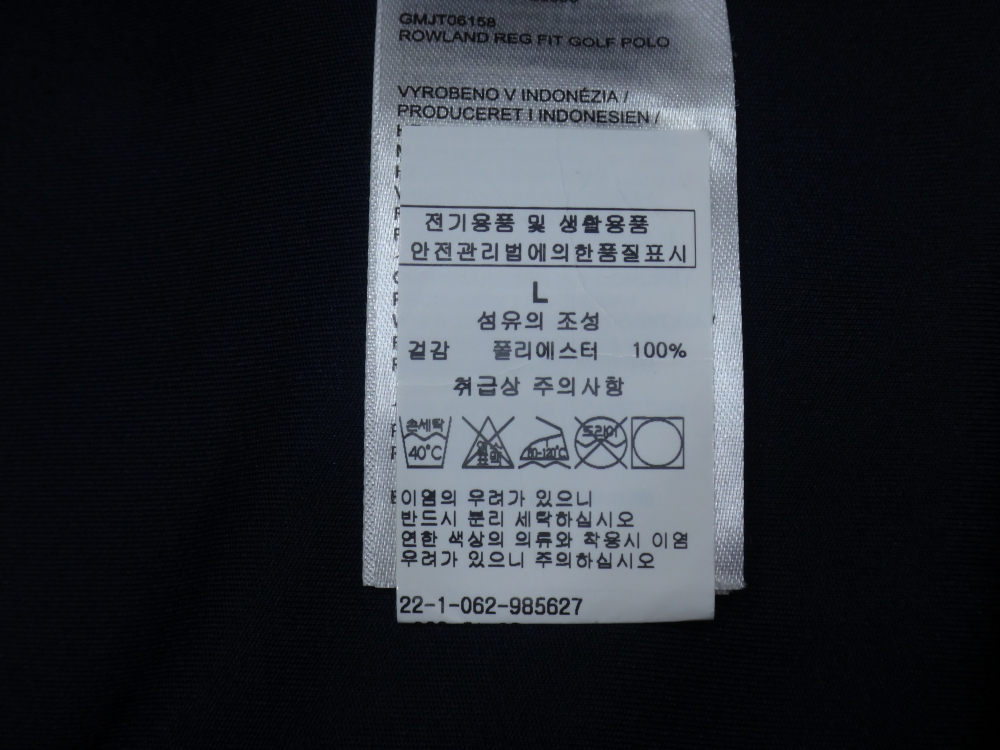 GMJT06158
ROWLAND REG FIT GOLF POLO
VYROBENO V INDONÉZIA /
PRODUCERET I INDONESIEN /
전기용품 및 생활용품
안전관리법에의한품질표시
L
섬유의 조성
겉감 폴리에스터 100%
취급상 주의사항
손세탁 드라이
40°C 80-120°C
이염의 우려가 있으니
반드시 분리 세탁하십시오
연한 색상의 의류와 착용시 이염
우려가 있으니 주의하십시오
22-1-062-985627